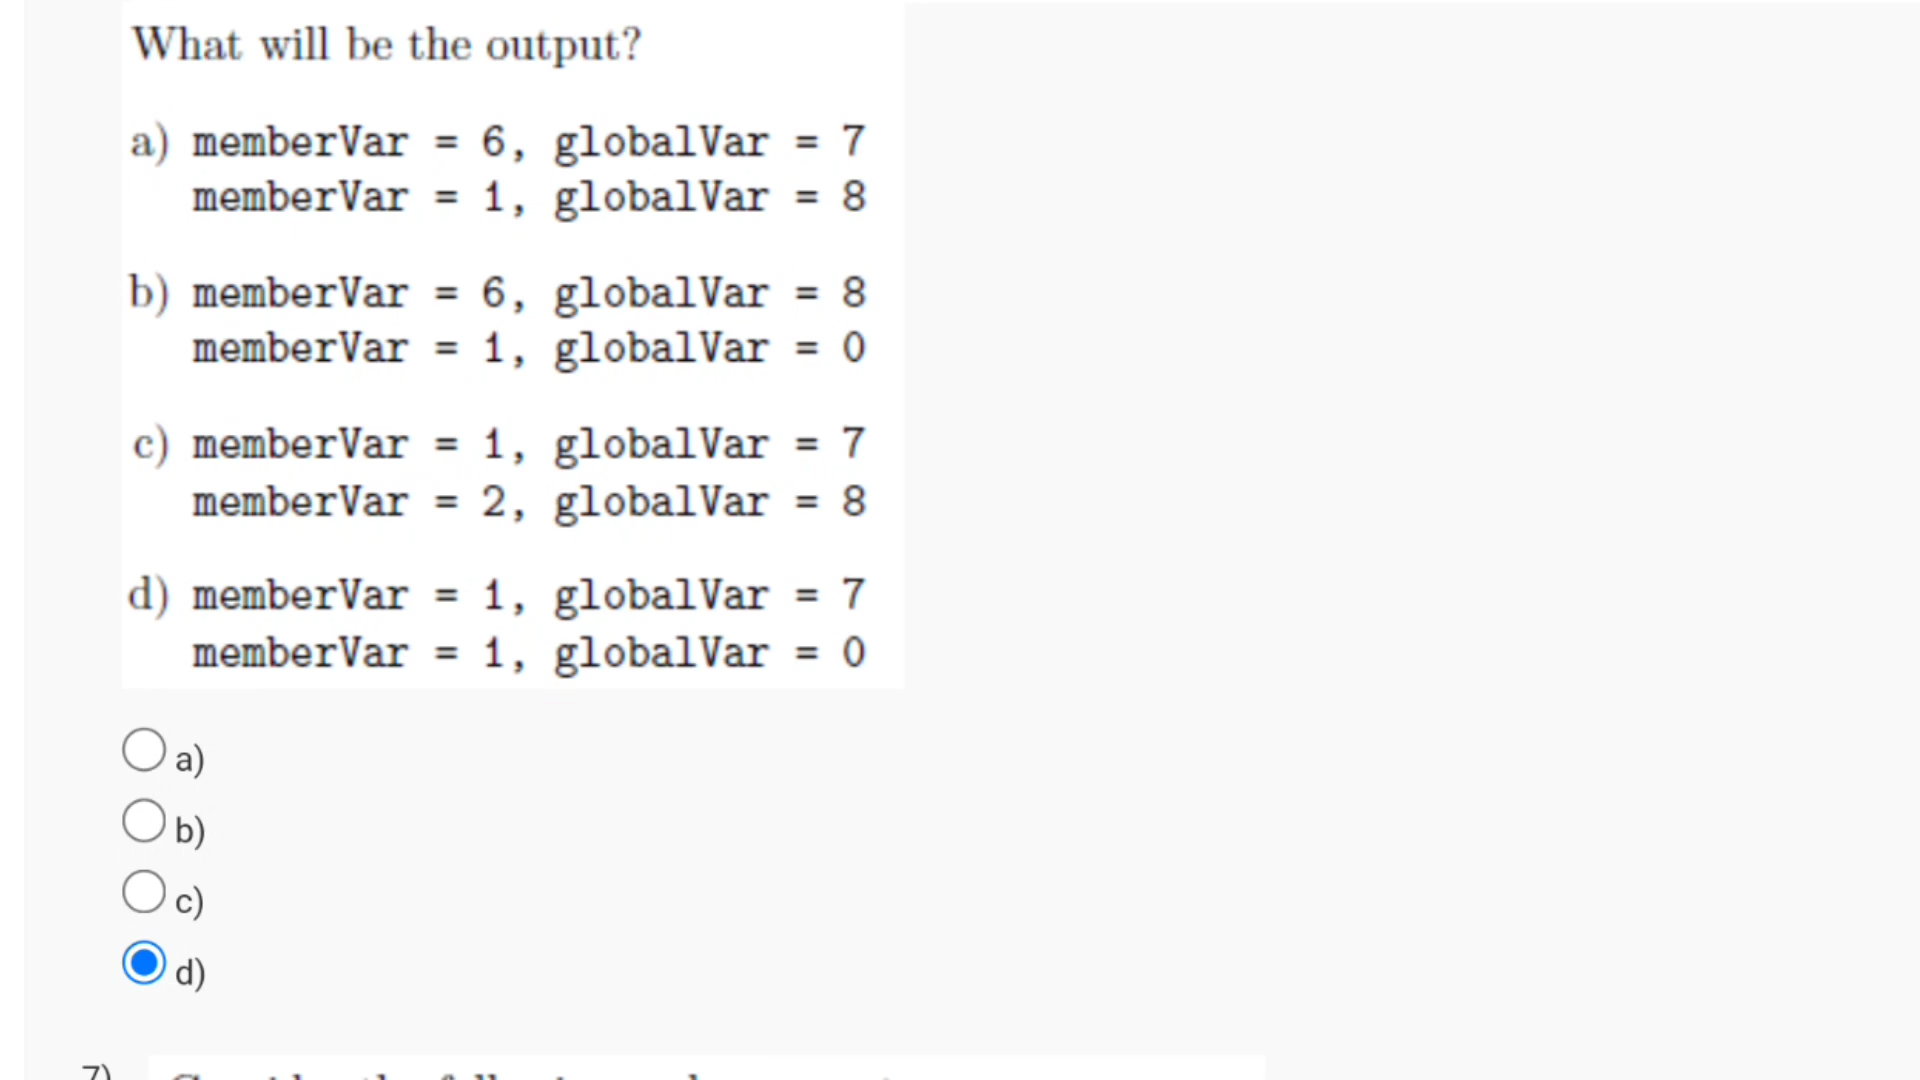 What will be the output?
a) memberVar = 6, globalVar = 7
memberVar = 1, globalVar = 8
b) memberVar = 6, globalVar = 8
memberVar = 1, globalVar = 0
c) memberVar = 1, globalVar = 7
memberVar = 2, globalVar = 8
d) memberVar = 1, globalVar = 7
memberVar = 1, globalVar = 0
a)
b)
c)
d)
7)